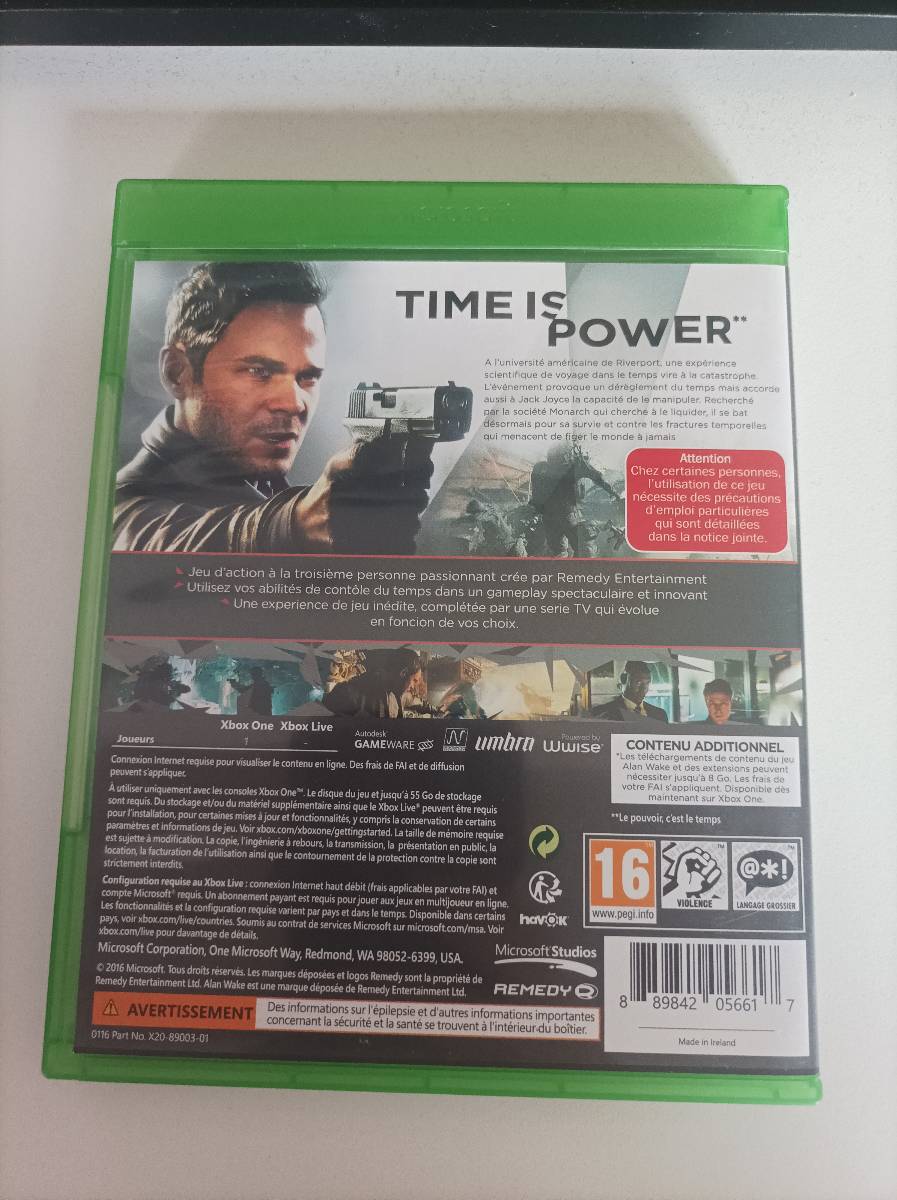 TIME IS
POWER**
A l'université américaine de Riverport, une expérience
scientifique de voyage dans le temps vire à la catastrophe.
L'événement provoque un dérèglement du temps mais accorde
aussi à Jack Joyce la capacité de le manipuler. Recherché
par la société Monarch qui cherche à le liquider, il se bat
désormais pour sa survie et contre les fractures temporelles
qui menacent de figer le monde à jamais
Attention
Chez certaines personnes,
l'utilisation de ce jeu
nécessite des précautions
d'emploi particulières
qui sont détaillées
dans la notice jointe.
Jeu d'action à la troisième personne passionnant crée par Remedy Entertainment
Utilisez vos abilités de contôle du temps dans un gameplay spectaculaire et innovant
Une experience de jeu inédite, complétée par une serie TV qui évolue
en foncion de vos choix.
Xbox One Xbox Live
Joueurs 1 -
Autodesk
GAMEWARE
umbra
Powered by
Wwise
CONTENU ADDITIONNEL
*Les téléchargements de contenu du jeu
Alan Wake et des extensions peuvent
nécessiter jusqu'à 8 Go. Les frais de
votre FAI s'appliquent. Disponible dès
maintenant sur Xbox One.
**Le pouvoir, c'est le temps
Connexion Internet requise pour visualiser le contenu en ligne. Des frais de FAI et de diffusion
peuvent s'appliquer.
À utiliser uniquement avec les consoles Xbox One™. Le disque du jeu et jusqu'à 55 Go de stockage
sont requis. Du stockage et/ou du matériel supplémentaire ainsi que le Xbox Live® peuvent être requis
pour l'installation, pour certaines mises à jour et fonctionnalités, y compris la conservation de certains
paramètres et informations de jeu. Voir xbox.com/xboxone/gettingstarted. La taille de mémoire requise
est sujette à modification. La copie, l'ingénierie à rebours, la transmission, la présentation en public, la
location, la facturation de l'utilisation ainsi que le contournement de la protection contre la copie sont
strictement interdits.
Configuration requise au Xbox Live : connexion Internet haut débit (frais applicables par votre FAI) et
compte Microsoft® requis. Un abonnement payant est requis pour jouer aux jeux en multijoueur en ligne.
Les fonctionnalités et la configuration requise varient par pays et dans le temps. Disponible dans certains
pays, voir xbox.com/live/countries. Soumis au contrat de services Microsoft sur microsoft.com/msa. Voir
xbox.com/live pour davantage de détails.
havok
16
www.pegi.info
VIOLENCE
@*!
LANGAGE GROSSIER
Microsoft Corporation, One Microsoft Way, Redmond, WA 98052-6399, USA.
© 2016 Microsoft. Tous droits réservés. Les marques déposées et logos Remedy sont la propriété de
Remedy Entertainment Ltd. Alan Wake est une marque déposée de Remedy Entertainment Ltd.
Microsoft Studios
REMEDY
AVERTISSEMENT
Des informations sur l'épilepsie et d'autres informations importantes
concernant la sécurité et la santé se trouvent à l'intérieur du boîtier.
0116 Part No. X20-89003-01
8 89842 05661 7
Made in Ireland